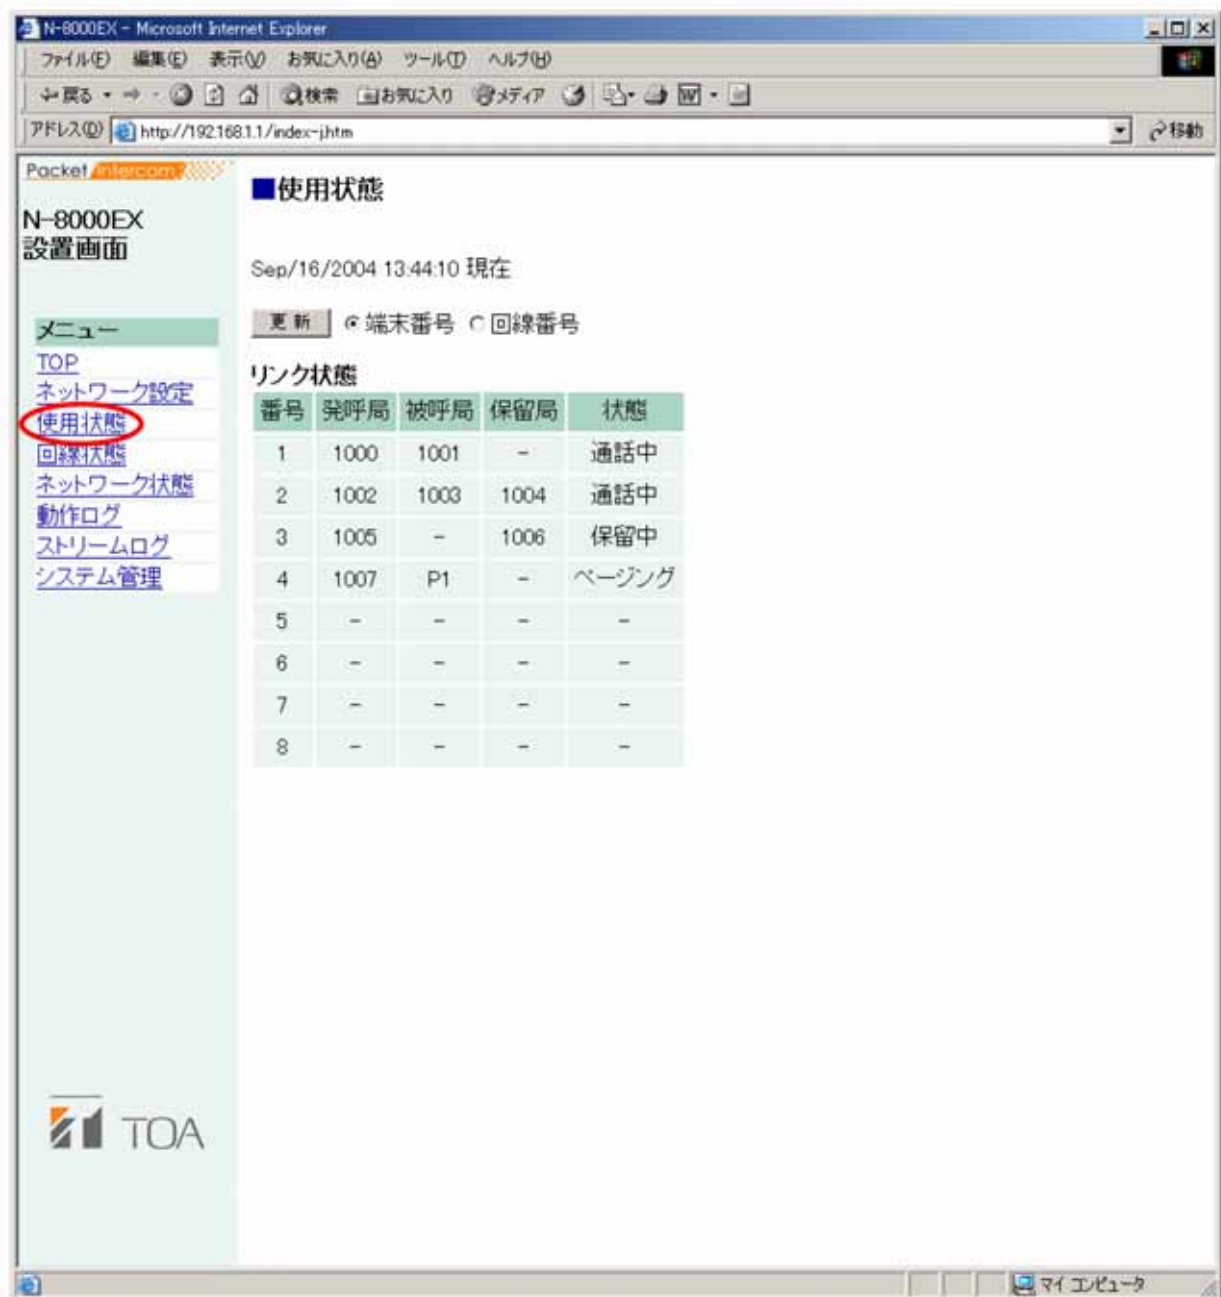 N-8000EX - Microsoft Internet Explorer
ファイル(F) 編集(E) 表示(V) お気に入り(A) ツール(T) ヘルプ(H)
戻る 検索 お気に入り メディア
アドレス(D) http://192.168.1.1/index-j.htm 移動
Packet Intercom
N-8000EX
設置画面
メニュー
TOP
ネットワーク設定
使用状態
回線状態
ネットワーク状態
動作ログ
ストリームログ
システム管理
TOA
■使用状態
Sep/16/2004 13:44:10 現在
更新 端末番号 回線番号
リンク状態
番号 発呼局 被呼局 保留局 状態
1 1000 1001 - 通話中
2 1002 1003 1004 通話中
3 1005 - 1006 保留中
4 1007 P1 - ページング
5 - - - -
6 - - - -
7 - - - -
8 - - - -
マイ コンピュータ